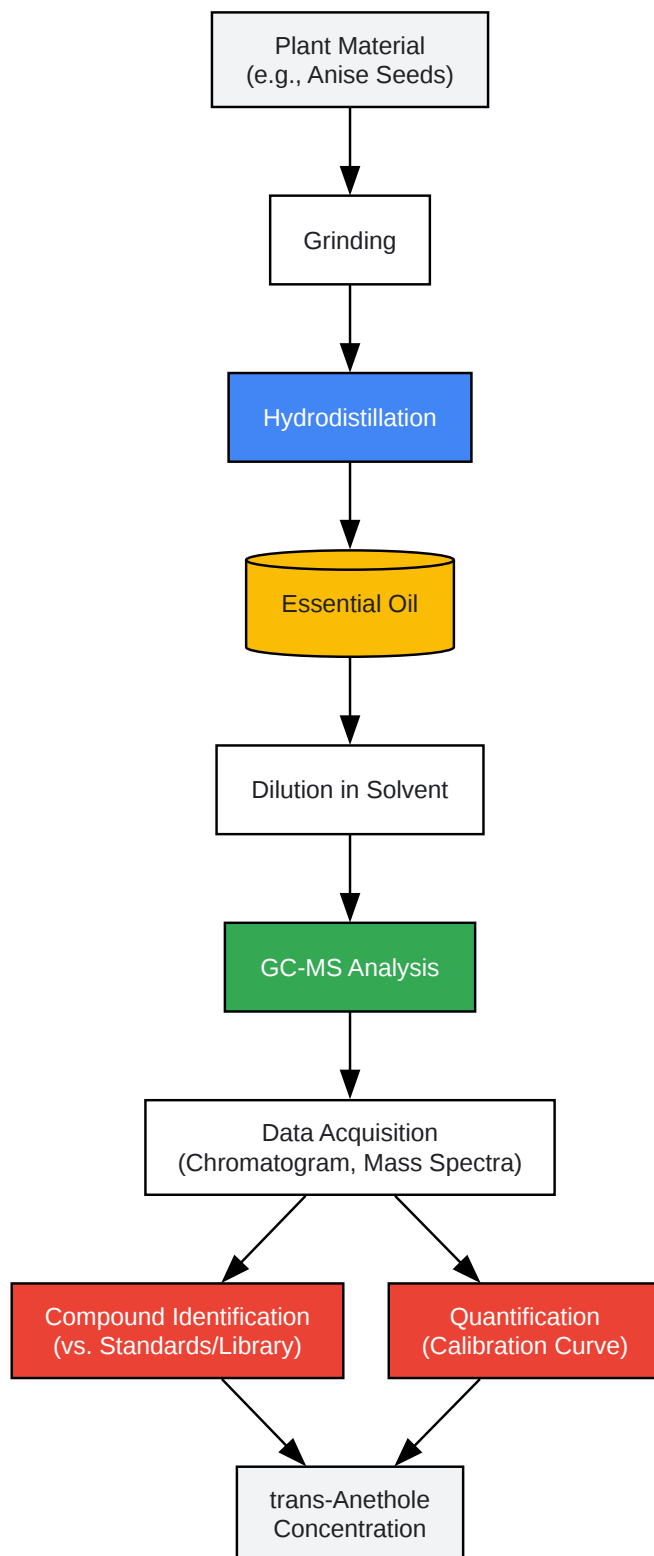 Plant Material
(e.g., Anise Seeds)
Grinding
Hydrodistillation
Essential Oil
Dilution in Solvent
GC-MS Analysis
Data Acquisition
(Chromatogram, Mass Spectra)
Compound Identification
(vs. Standards/Library)
Quantification
(Calibration Curve)
trans-Anethole
Concentration